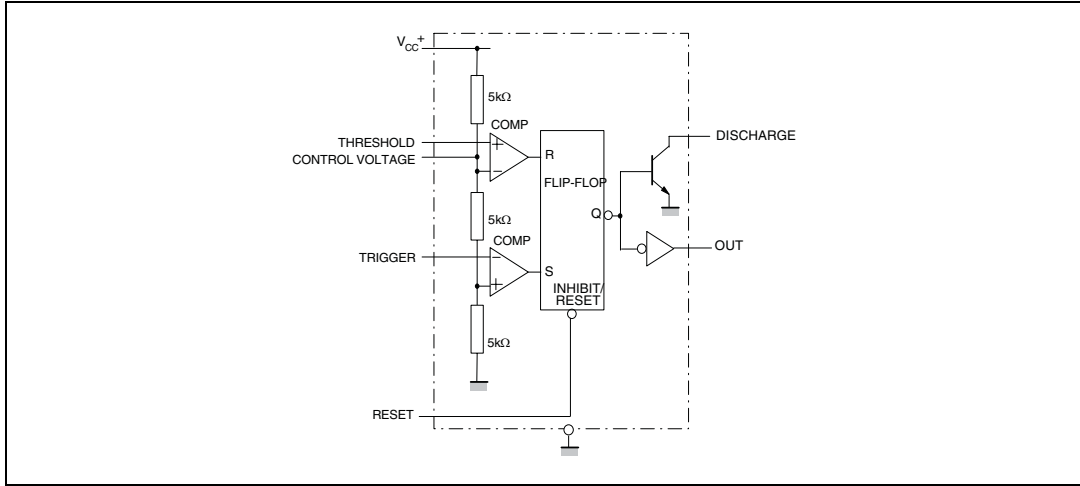 VCC+
5kΩ
COMP
THRESHOLD
CONTROL VOLTAGE
+
−
R
FLIP-FLOP
DISCHARGE
5kΩ
Q
COMP
TRIGGER
−
+
S
OUT
INHIBIT/
RESET
5kΩ
RESET